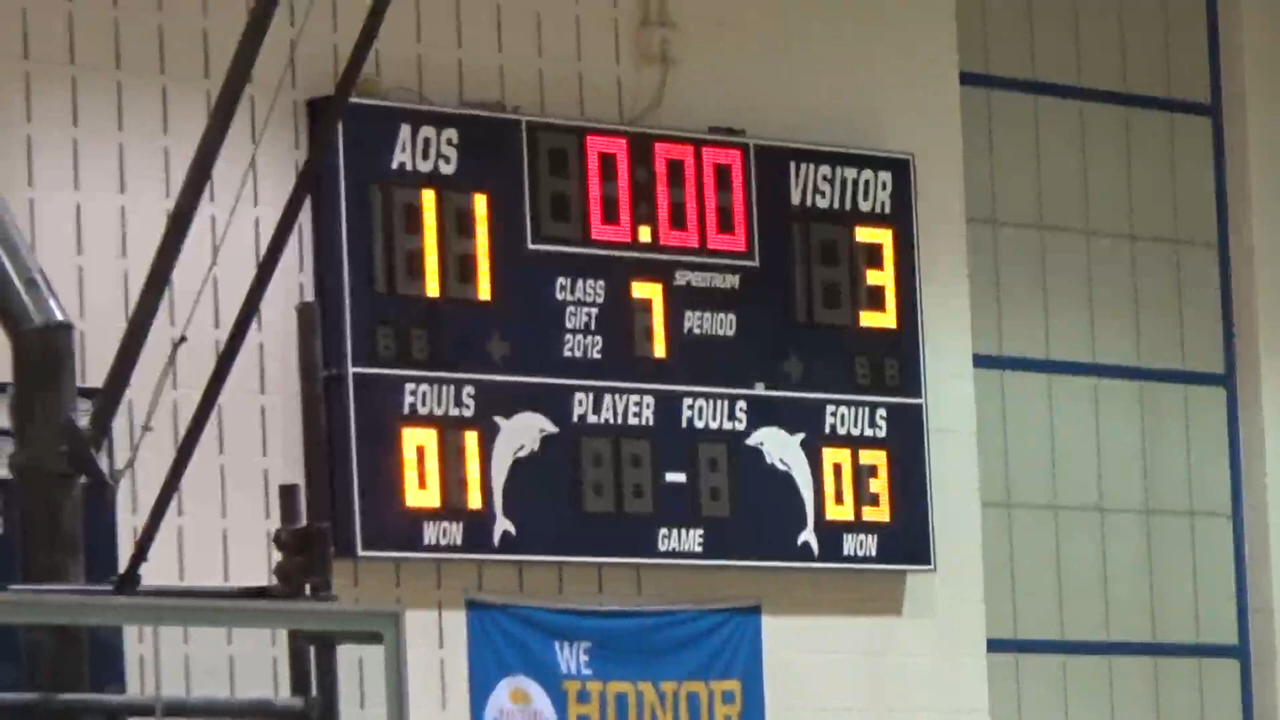 AOS
0.00
VISITOR
11
3
SPECTRUM
CLASS
GIFT
2012
7
PERIOD
FOULS
PLAYER FOULS
FOULS
01
-
03
WON
GAME
WON
WE
HONOR